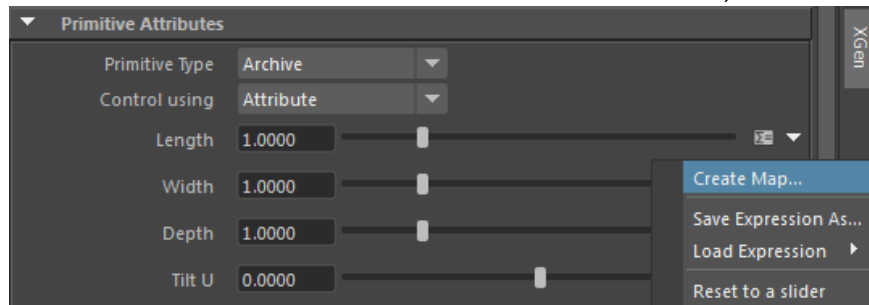 Primitive Attributes
XGen
Primitive Type Archive
Control using Attribute
Length 1.0000
Width 1.0000
Create Map...
Save Expression As...
Depth 1.0000
Load Expression
Tilt U 0.0000
Reset to a slider